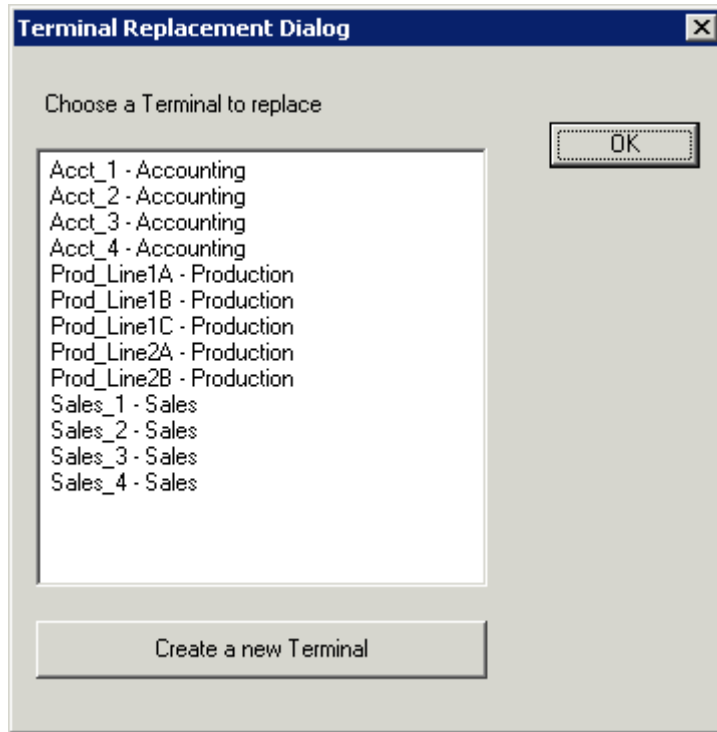 Terminal Replacement Dialog
Choose a Terminal to replace
OK
Acct_1 - Accounting
Acct_2 - Accounting
Acct_3 - Accounting
Acct_4 - Accounting
Prod_Line1A - Production
Prod_Line1B - Production
Prod_Line1C - Production
Prod_Line2A - Production
Prod_Line2B - Production
Sales_1 - Sales
Sales_2 - Sales
Sales_3 - Sales
Sales_4 - Sales
Create a new Terminal